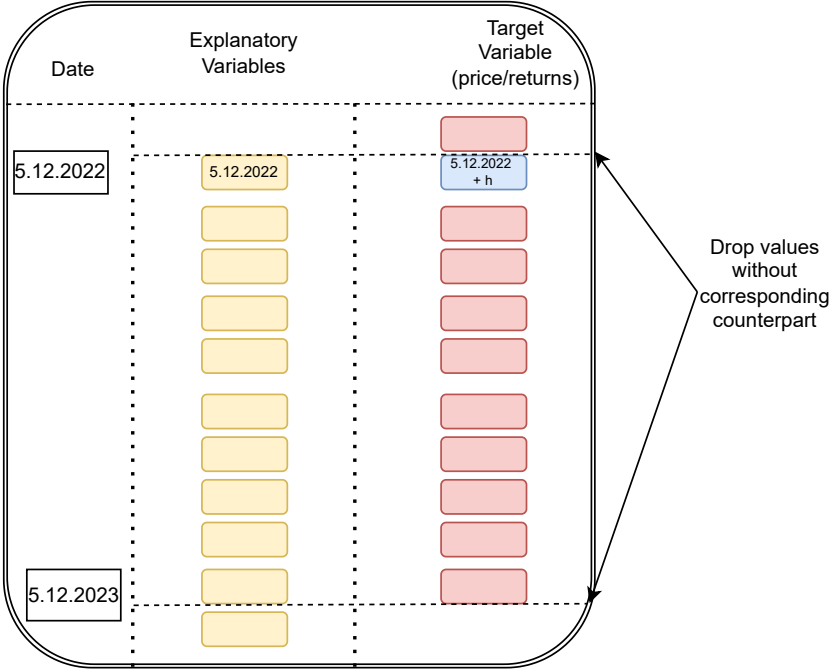 Date
Explanatory
Variables
Target
Variable
(price/returns)
5.12.2022
5.12.2022
5.12.2022
+ h
Drop values
without
corresponding
counterpart
5.12.2023